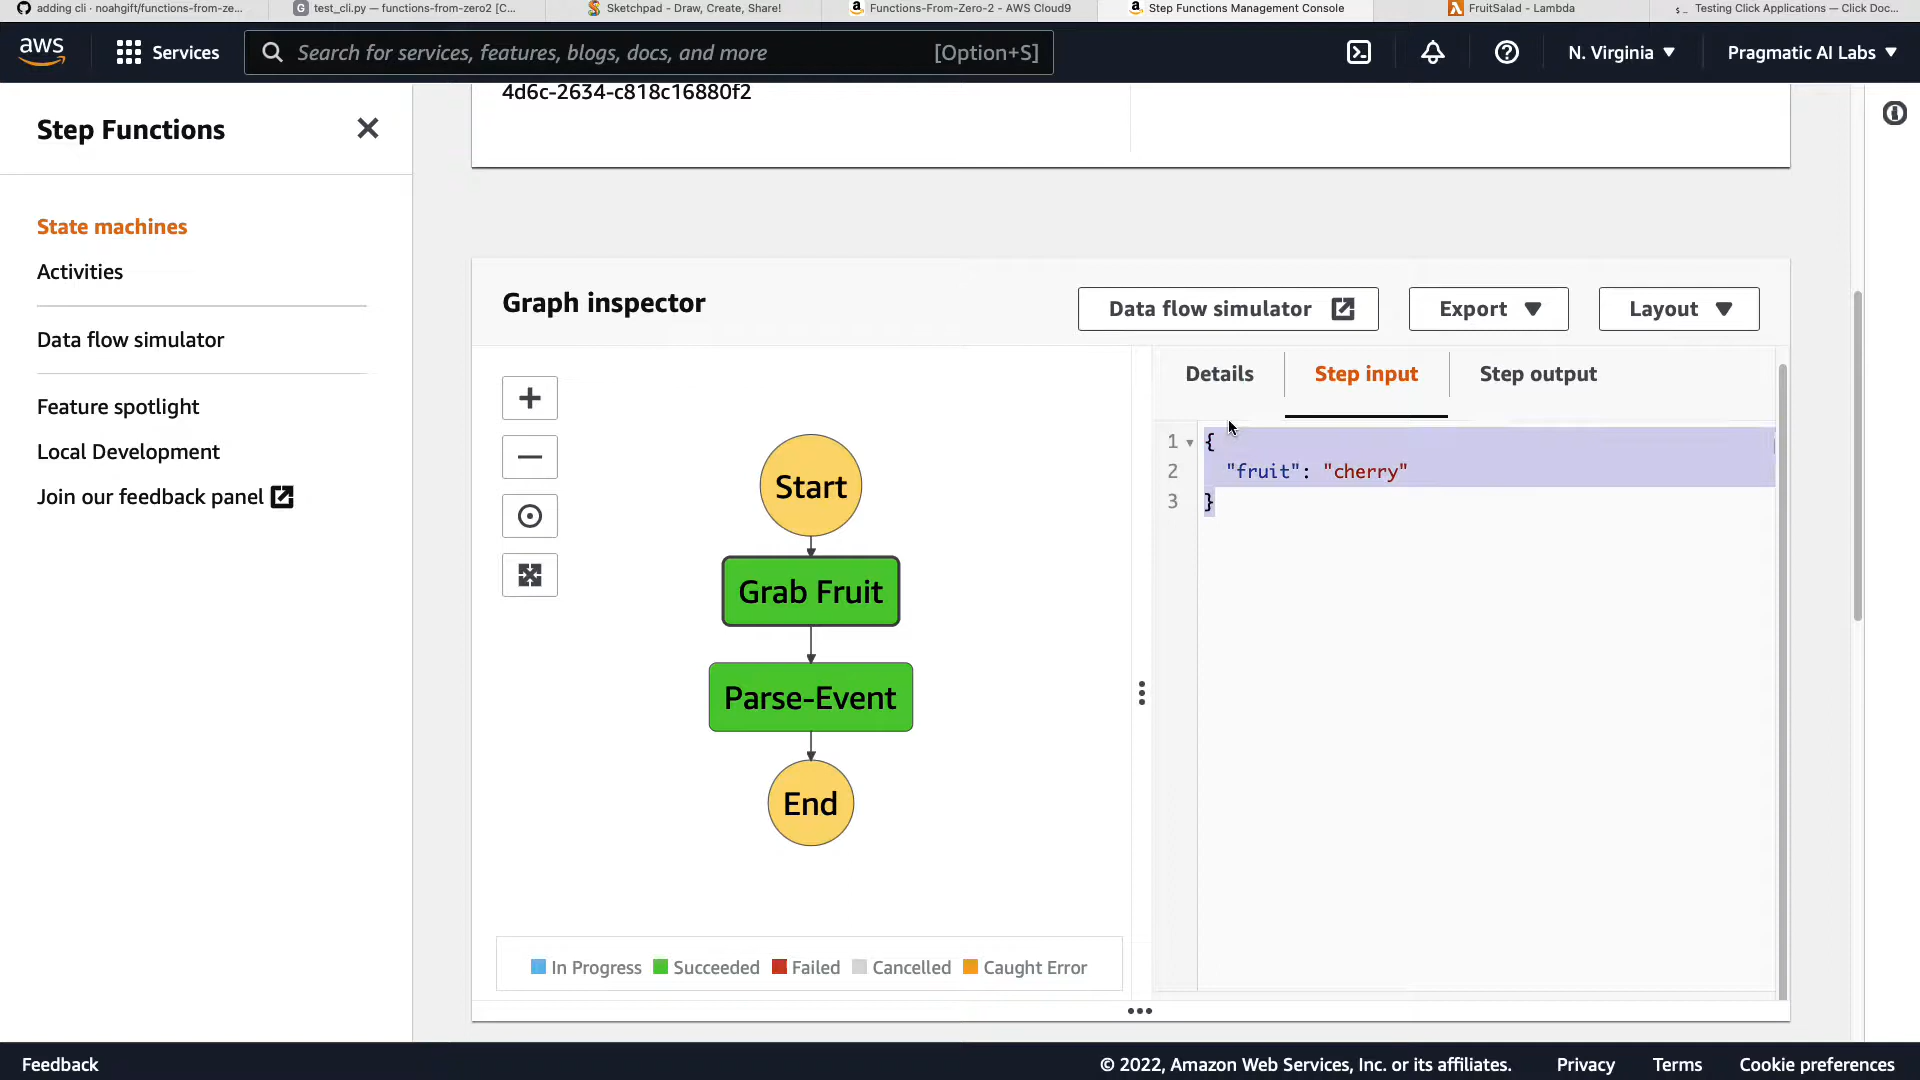 adding cli · noahgift/functions-from-ze...
test_cli.py — functions-from-zero2 [C...
Sketchpad - Draw, Create, Share!
Functions-From-Zero-2 - AWS Cloud9
Step Functions Management Console
FruitSalad - Lambda
Testing Click Applications — Click Doc...
aws
Services
Search for services, features, blogs, docs, and more
[Option+S]
N. Virginia
Pragmatic AI Labs
4d6c-2634-c818c16880f2
Step Functions
State machines
Activities
Data flow simulator
Feature spotlight
Local Development
Join our feedback panel
Graph inspector
Data flow simulator
Export
Layout
Details
Step input
Step output
1 {
2 "fruit": "cherry"
3 }
Start
Grab Fruit
Parse-Event
End
In Progress
Succeeded
Failed
Cancelled
Caught Error
Feedback
© 2022, Amazon Web Services, Inc. or its affiliates.
Privacy
Terms
Cookie preferences